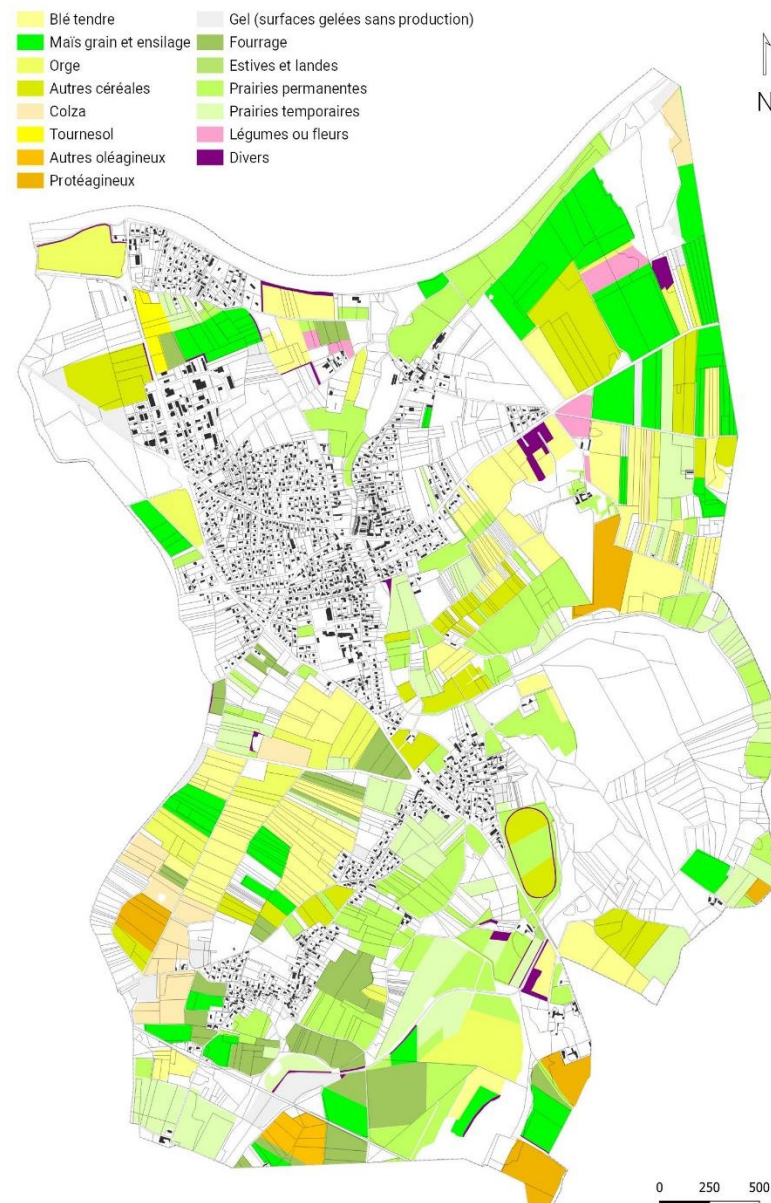 Blé tendre
Maïs grain et ensilage
Orge
Autres céréales
Colza
Tournesol
Autres oléagineux
Protéagineux
Gel (surfaces gelées sans production)
Fourrage
Estives et landes
Prairies permanentes
Prairies temporaires
Légumes ou fleurs
Divers
N
0 250 500